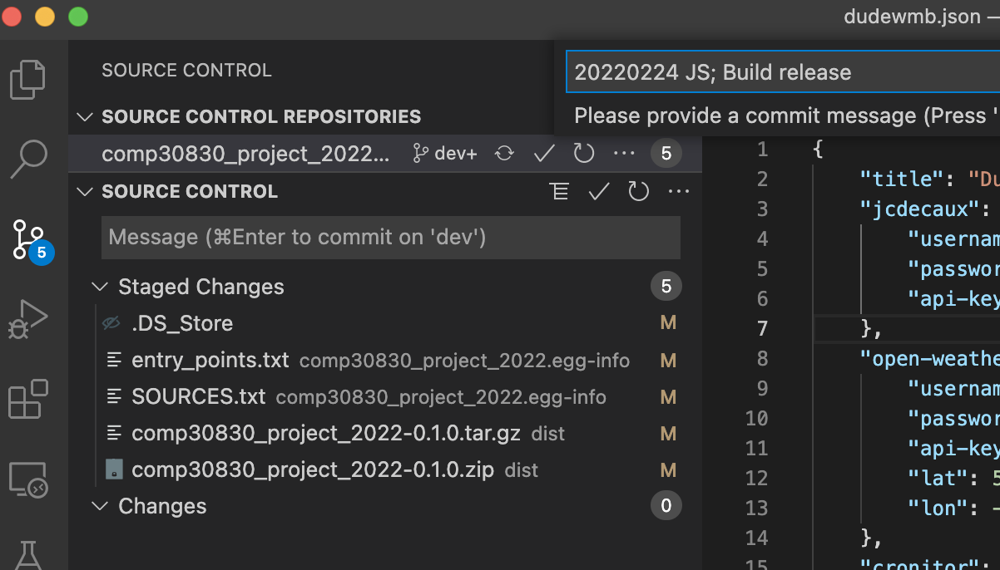 dudewmb.json —
SOURCE CONTROL
20220224 JS; Build release
Please provide a commit message (Press '
SOURCE CONTROL REPOSITORIES
comp30830_project_2022... dev+ ... 5
SOURCE CONTROL ...
Message (⌘Enter to commit on 'dev')
5
Staged Changes 5
.DS_Store M
entry_points.txt comp30830_project_2022.egg-info M
SOURCES.txt comp30830_project_2022.egg-info M
comp30830_project_2022-0.1.0.tar.gz dist M
comp30830_project_2022-0.1.0.zip dist M
Changes 0
1 {
2 "title": "Du
3 "jcdecaux":
4 "usernam
5 "passwor
6 "api-key
7 },
8 "open-weathe
9 "usernam
10 "passwor
11 "api-key
12 "lat": 5
13 "lon": -
14 },
15 "cronitor":